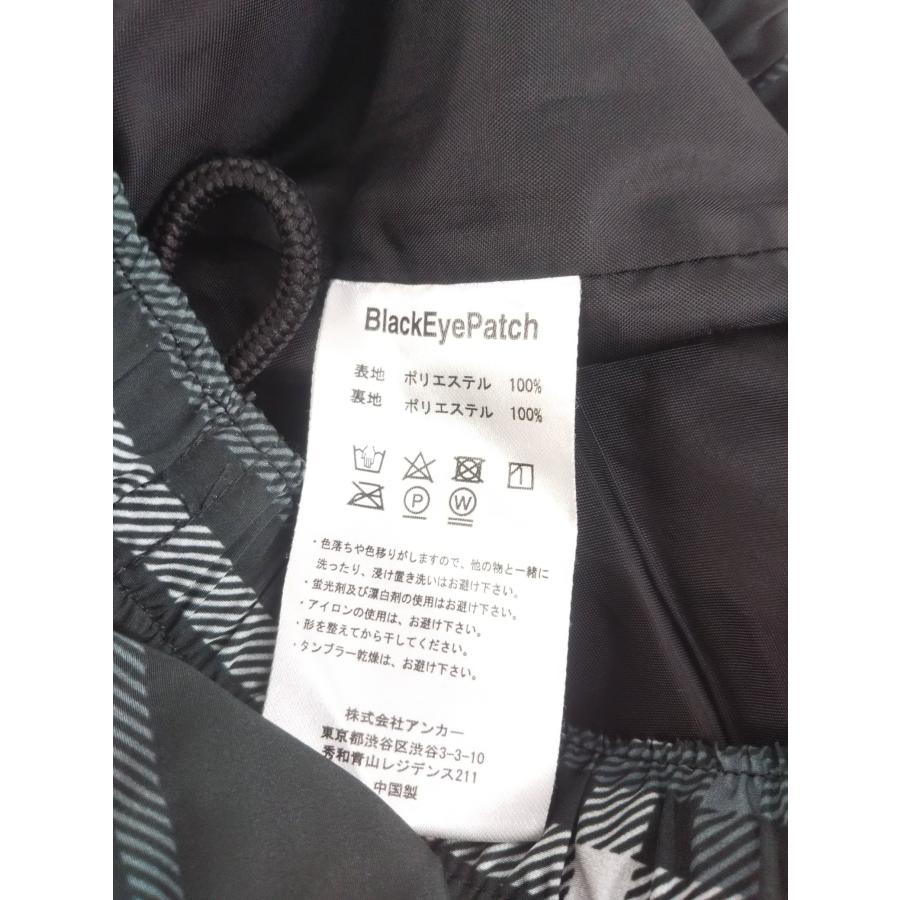 BlackEyePatch
表地 ポリエステル 100%
裏地 ポリエステル 100%
P W
・色落ちや色移りがしますので、他の物と一緒に
洗ったり、浸け置き洗いはお避け下さい。
・蛍光剤及び漂白剤の使用はお避け下さい。
・アイロンの使用は、お避け下さい。
・形を整えてから干してください。
・タンブラー乾燥は、お避け下さい。
株式会社アンカー
東京都渋谷区渋谷3-3-10
秀和青山レジデンス211
中国製